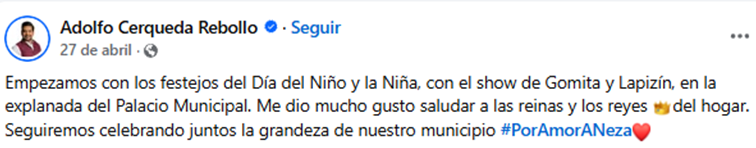 Adolfo Cerqueda Rebollo · Seguir
27 de abril ·
Empezamos con los festejos del Día del Niño y la Niña, con el show de Gomita y Lapizín, en la
explanada del Palacio Municipal. Me dio mucho gusto saludar a las reinas y los reyes 👑del hogar.
Seguiremos celebrando juntos la grandeza de nuestro municipio #PorAmorANeza❤️